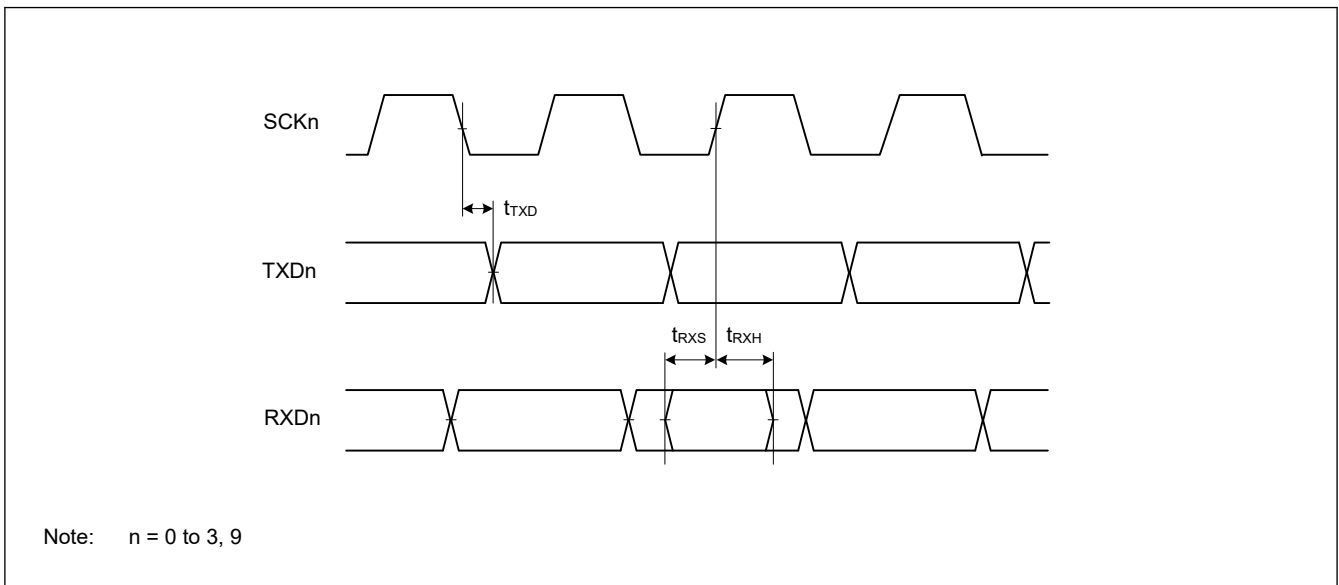 SCKn
tTXD
TXDn
tRXS tRXH
RXDn
Note: n = 0 to 3, 9